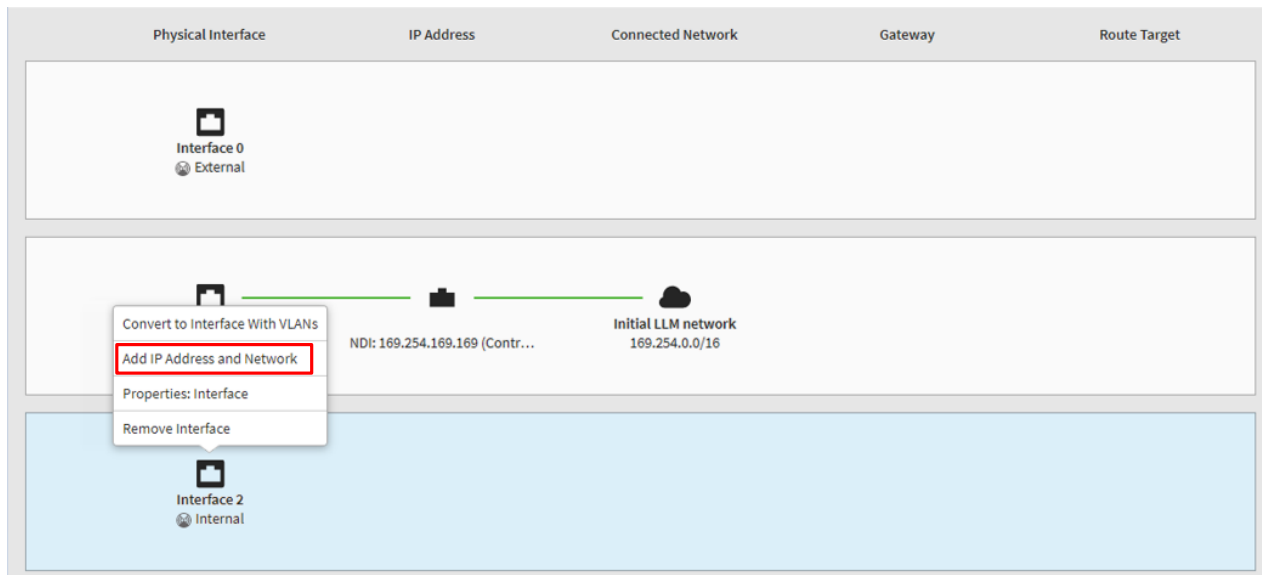 Physical Interface IP Address Connected Network Gateway Route Target
Interface 0
External
Convert to Interface With VLANs
Add IP Address and Network
Properties: Interface
Remove Interface
NDI: 169.254.169.169 (Contr...
Initial LLM network
169.254.0.0/16
Interface 2
Internal